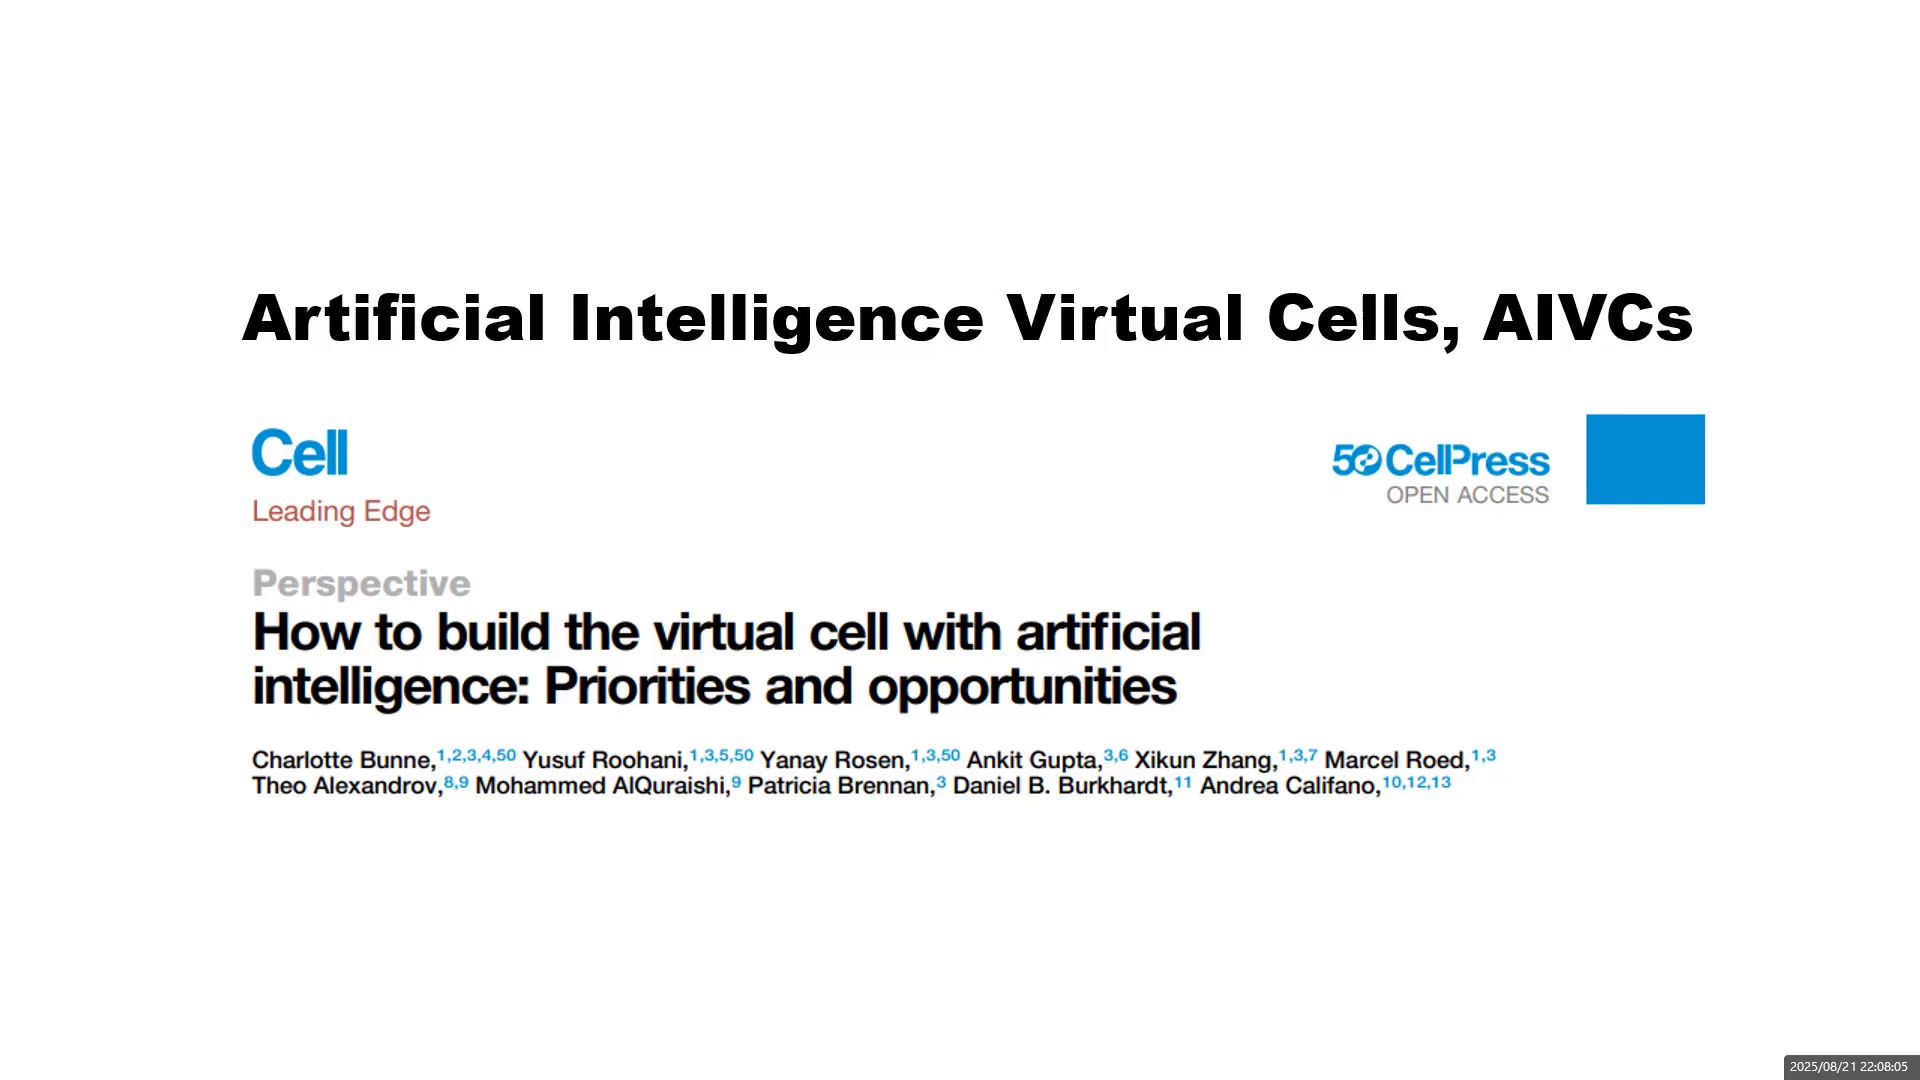 Artificial Intelligence Virtual Cells, AIVCs
Cell
50 CellPress
OPEN ACCESS
Leading Edge
Perspective
How to build the virtual cell with artificial
intelligence: Priorities and opportunities
Charlotte Bunne,1,2,3,4,50 Yusuf Roohani,1,3,5,50 Yanay Rosen,1,3,50 Ankit Gupta,3,6 Xikun Zhang,1,3,7 Marcel Roed,1,3
Theo Alexandrov,8,9 Mohammed AlQuraishi,9 Patricia Brennan,3 Daniel B. Burkhardt,11 Andrea Califano,10,12,13
2025/08/21 22:08:05